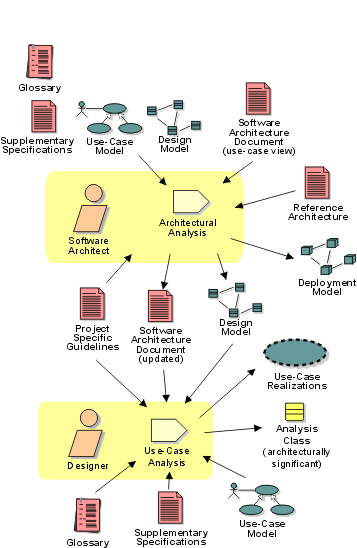 Glossary
Supplementary
Specifications
Use-Case
Model
Design
Model
Software
Architecture
Document
(use-case view)
Reference
Architecture
Software
Architect
Architectural
Analysis
Deployment
Model
Project
Specific
Guidelines
Software
Architecture
Document
(updated)
Design
Model
Use-Case
Realizations
Designer
Use-Case
Analysis
Analysis
Class
(architecturally
significant)
Glossary
Supplementary
Specifications
Use-Case
Model